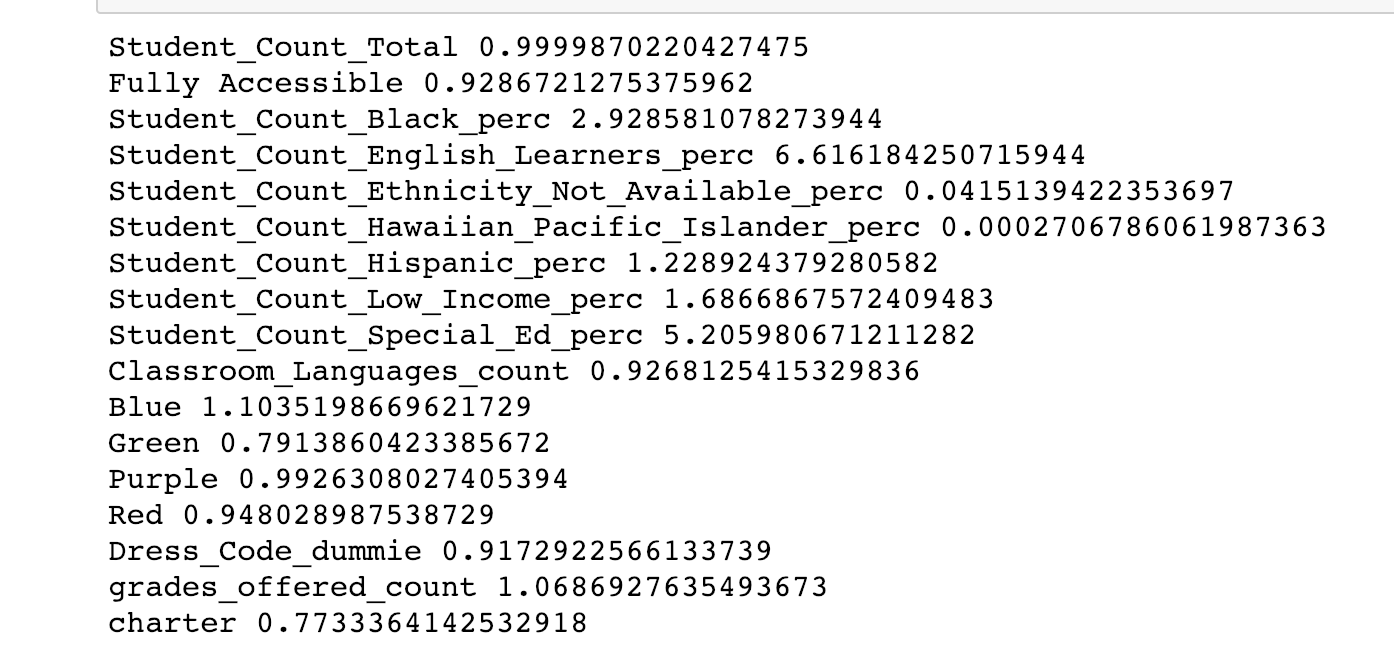 Student_Count_Total 0.9999870220427475
Fully Accessible 0.9286721275375962
Student_Count_Black_perc 2.928581078273944
Student_Count_English_Learners_perc 6.616184250715944
Student_Count_Ethnicity_Not_Available_perc 0.0415139422353697
Student_Count_Hawaiian_Pacific_Islander_perc 0.0002706786061987363
Student_Count_Hispanic_perc 1.228924379280582
Student_Count_Low_Income_perc 1.6866867572409483
Student_Count_Special_Ed_perc 5.205980671211282
Classroom_Languages_count 0.9268125415329836
Blue 1.1035198669621729
Green 0.7913860423385672
Purple 0.9926308027405394
Red 0.948028987538729
Dress_Code_dummie 0.9172922566133739
grades_offered_count 1.0686927635493673
charter 0.7733364142532918